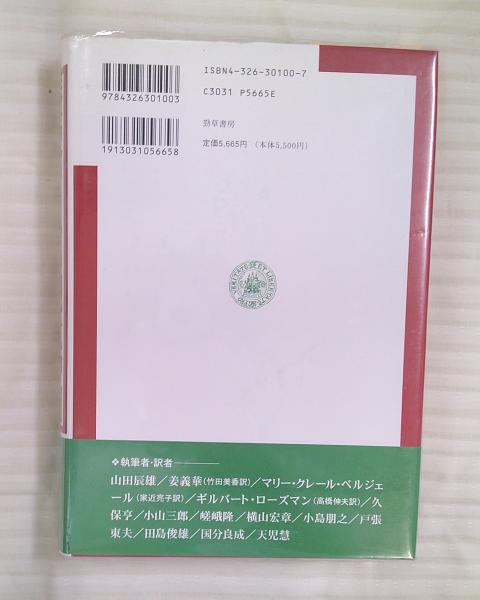 ISBN4-326-30100-7
C3031 P5665E
9784326301003
勁草書房
定価5,665円 (本体5,500円)
1913031056658
VERITATE
❖執筆者・訳者
山田辰雄／姜義華(竹田美香訳)／マリー・クレール・ベルジェ
ール(家近亮子訳)／ギルバート・ローズマン(高橋伸夫訳)／久
保亨／小山三郎／嵯峨隆／横山宏章／小島朋之／戸張
東夫／田島俊雄／国分良成／天児慧